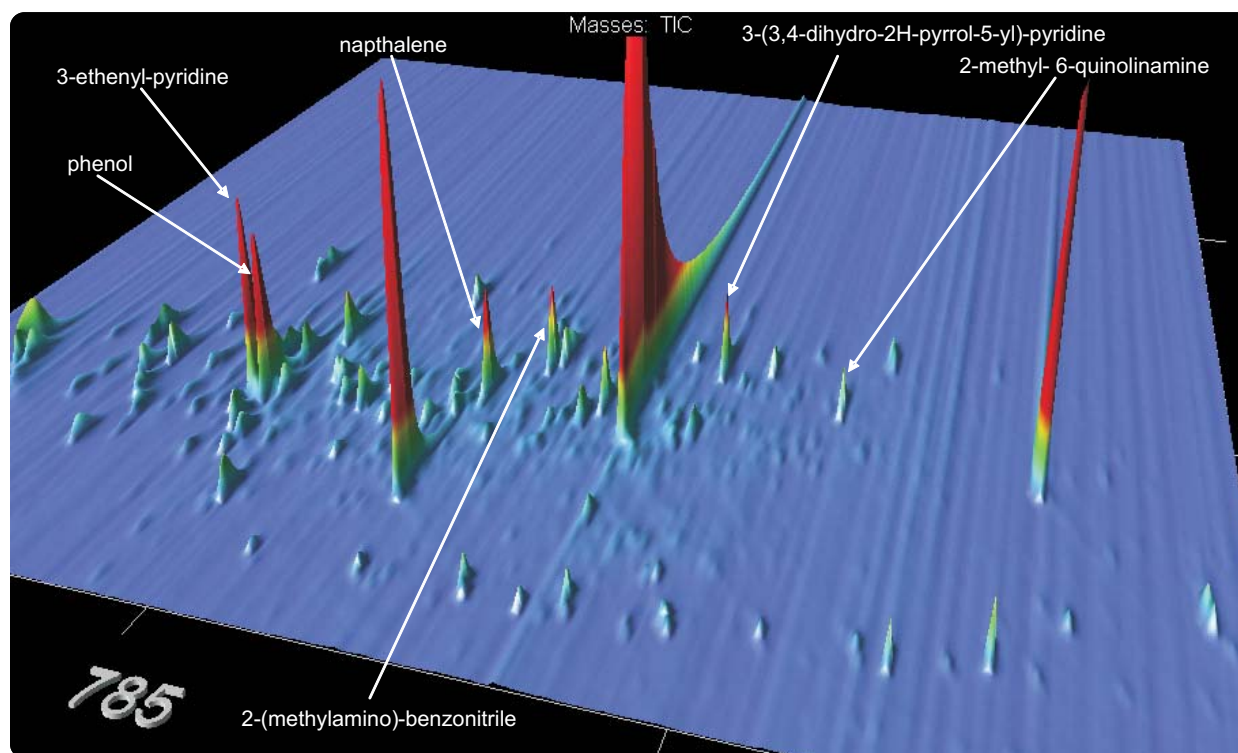 Masses: TIC
napthalene
3-(3,4-dihydro-2H-pyrrol-5-yl)-pyridine
3-ethenyl-pyridine
2-methyl- 6-quinolinamine
phenol
785
2-(methylamino)-benzonitrile